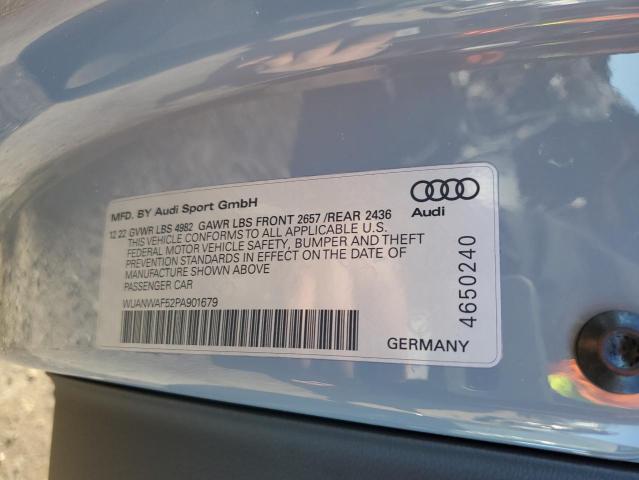 MFD. BY Audi Sport GmbH
12 22 GVWR LBS 4982 GAWR LBS FRONT 2657 /REAR 2436
THIS VEHICLE CONFORMS TO ALL APPLICABLE U.S.
FEDERAL MOTOR VEHICLE SAFETY, BUMPER AND THEFT
PREVENTION STANDARDS IN EFFECT ON THE DATE OF
MANUFACTURE SHOWN ABOVE
PASSENGER CAR
WUANWAF52PA901679
Audi
4650240
GERMANY